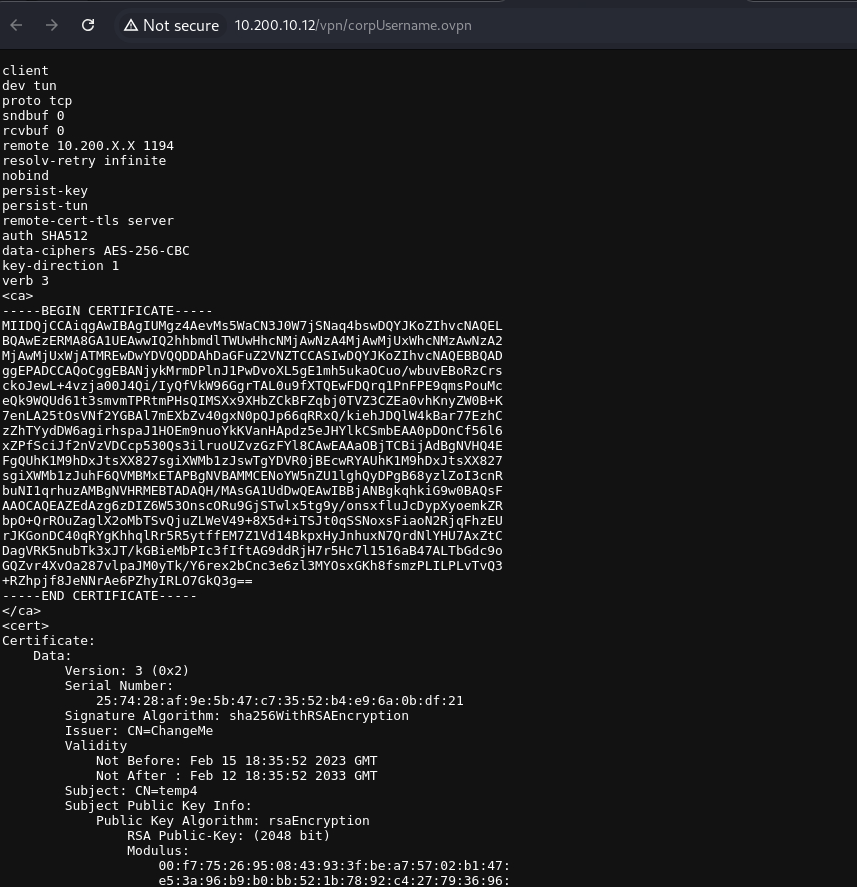 Not secure 10.200.10.12/vpn/corpUsername.ovpn
client
dev tun
proto tcp
sndbuf 0
rcvbuf 0
remote 10.200.X.X 1194
resolv-retry infinite
nobind
persist-key
persist-tun
remote-cert-tls server
auth SHA512
data-ciphers AES-256-CBC
key-direction 1
verb 3
<ca>
-----BEGIN CERTIFICATE-----
MIIDQjCCAiqgAwIBAgIUMgz4AevMs5WaCN3J0W7jSNaq4bswDQYJKoZIhvcNAQEL
BQAwEzERMA8GA1UEAwwIQ2hhbmdlTWUwHhcNMjAwNzA4MjAwMjUxWhcNMzAwNzA2
MjAwMjUxWjATMREwDwYDVQQDDAhDaGFuZ2VNZTCCASIwDQYJKoZIhvcNAQEBBQAD
ggEPADCCAQoCggEBANjykMrmDPlnJ1PwDvoXL5gE1mh5ukaOCuo/wbuvEBoRzCrs
ckoJewL+4vzja00J4Qi/IyQfVkW96GgrTAL0u9fXTQEwFDQrq1PnFPE9qmsPouMc
eQk9WQUd61t3smvmTPRtmPHsQIMSXx9XHbZCkBFZqbj0TVZ3CZEa0vhKnyZW0B+K
7enLA25tOsVNf2YGBAl7mEXbZv40gxN0pQJp66qRRxQ/kiehJDQlW4kBar77EzhC
zZhTYydDW6agirhspaJ1HOEm9nuoYkKVanHApdz5eJHYlkCSmbEAA0pDOnCf56l6
xZPfSciJf2nVzVDCcp530Qs3ilruoUZvzGzFYl8CAwEAAaOBjTCBijAdBgNVHQ4E
FgQUhK1M9hDxJtsXX827sgiXWMb1zJswTgYDVR0jBEcwRYAUhK1M9hDxJtsXX827
sgiXWMb1zJuhF6QVMBMxETAPBgNVBAMMCENoYW5nZU1lghQyDPgB68yzlZoI3cnR
buNI1qrhuzAMBgNVHRMEBTADAQH/MAsGA1UdDwQEAwIBBjANBgkqhkiG9w0BAQsF
AAOCAQEAZEdAzg6zDIZ6W53OnscORu9GjSTwlx5tg9y/onsxfluJcDypXyoemkZR
bpO+QrROuZaglX2oMbTSvQjuZLWeV49+8X5d+iTSJt0qSSNoxsFiaoN2RjqFhzEU
rJKGonDC40qRYgKhhqlRr5R5ytffEM7Z1Vd14BkpxHyJnhuxN7QrdNlYHU7AxZtC
DagVRK5nubTk3xJT/kGBieMbPIc3fIftAG9ddRjH7r5Hc7l1516aB47ALTbGdc9o
GQZvr4XvOa287vlpaJM0yTk/Y6rex2bCnc3e6zl3MYOsxGKh8fsmzPLILPLvTvQ3
+RZhpjf8JeNNrAe6PZhyIRLO7GkQ3g==
-----END CERTIFICATE-----
</ca>
<cert>
Certificate:
Data:
Version: 3 (0x2)
Serial Number:
25:74:28:af:9e:5b:47:c7:35:52:b4:e9:6a:0b:df:21
Signature Algorithm: sha256WithRSAEncryption
Issuer: CN=ChangeMe
Validity
Not Before: Feb 15 18:35:52 2023 GMT
Not After : Feb 12 18:35:52 2033 GMT
Subject: CN=temp4
Subject Public Key Info:
Public Key Algorithm: rsaEncryption
RSA Public-Key: (2048 bit)
Modulus:
00:f7:75:26:95:08:43:93:3f:be:a7:57:02:b1:47:
e5:3a:96:b9:b0:bb:52:1b:78:92:c4:27:79:36:96: